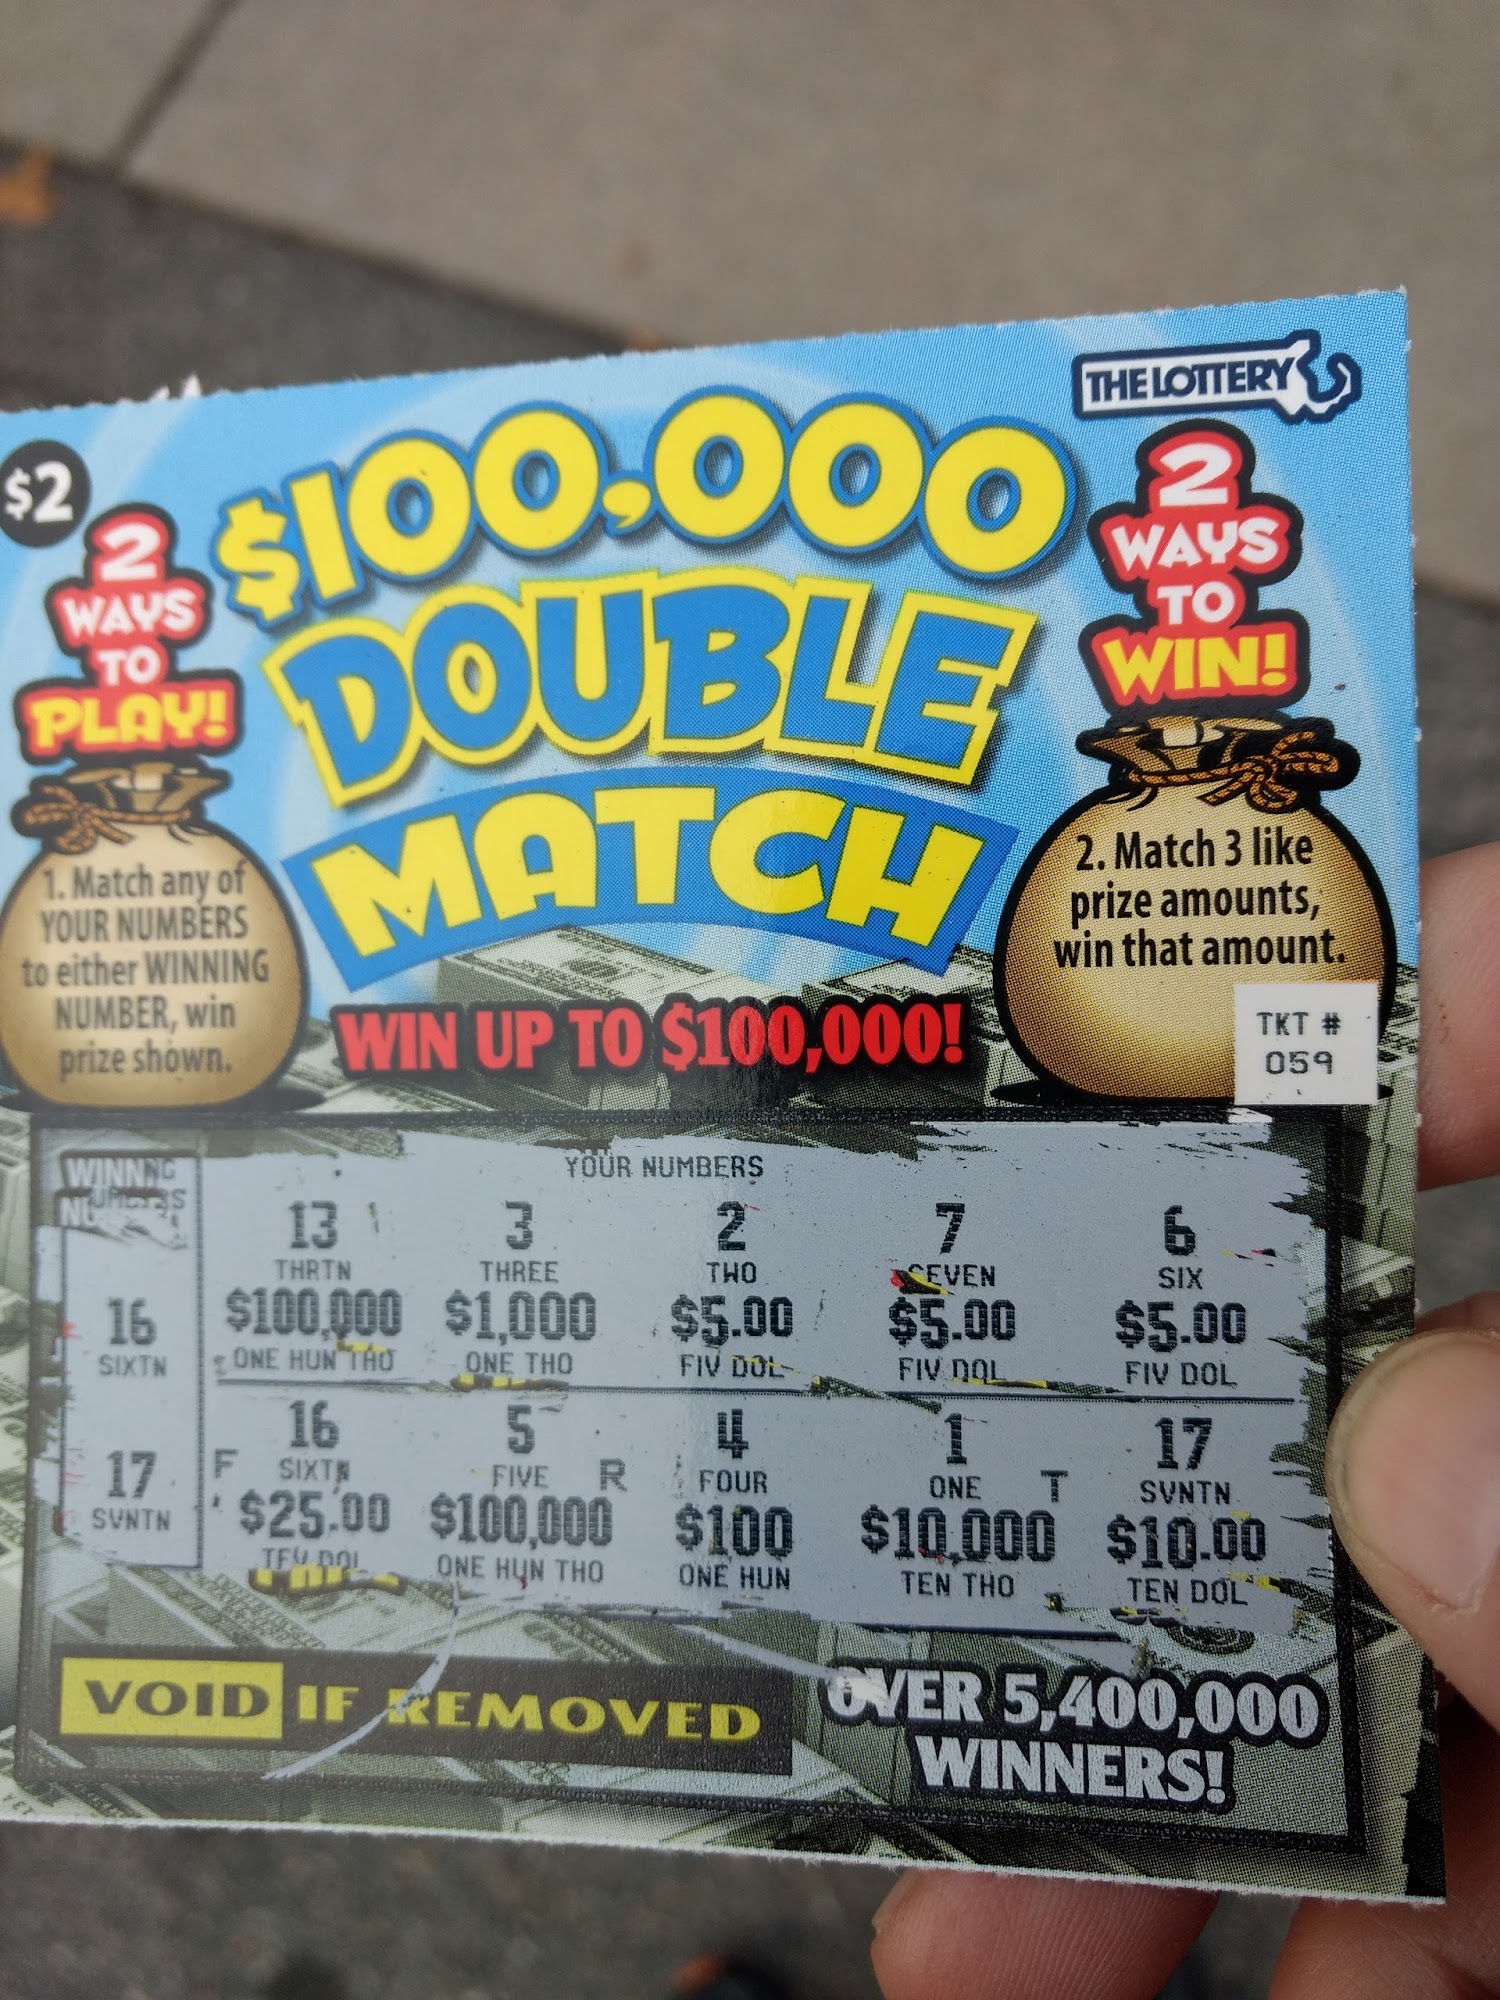 THE LOTTERY
$2
$100,000
DOUBLE
MATCH
2
WAYS
TO
PLAY!
2
WAYS
TO
WIN!
1. Match any of
YOUR NUMBERS
to either WINNING
NUMBER, win
prize shown.
2. Match 3 like
prize amounts,
win that amount.
WIN UP TO $100,000!
TKT #
059
YOUR NUMBERS
16
SIXTN
17
SVNTN
13 3 2 7 6
THRTN THREE TWO SEVEN SIX
$100,000 $1,000 $5.00 $5.00 $5.00
ONE HUN THO ONE THO FIV DOL FIV DOL FIV DOL
16 5 4 1 17
F SIXTN FIVE R FOUR ONE T SVNTN
$25.00 $100,000 $100 $10,000 $10.00
ONE HUN THO ONE HUN TEN THO TEN DOL
VOID IF REMOVED
OVER 5,400,000
WINNERS!